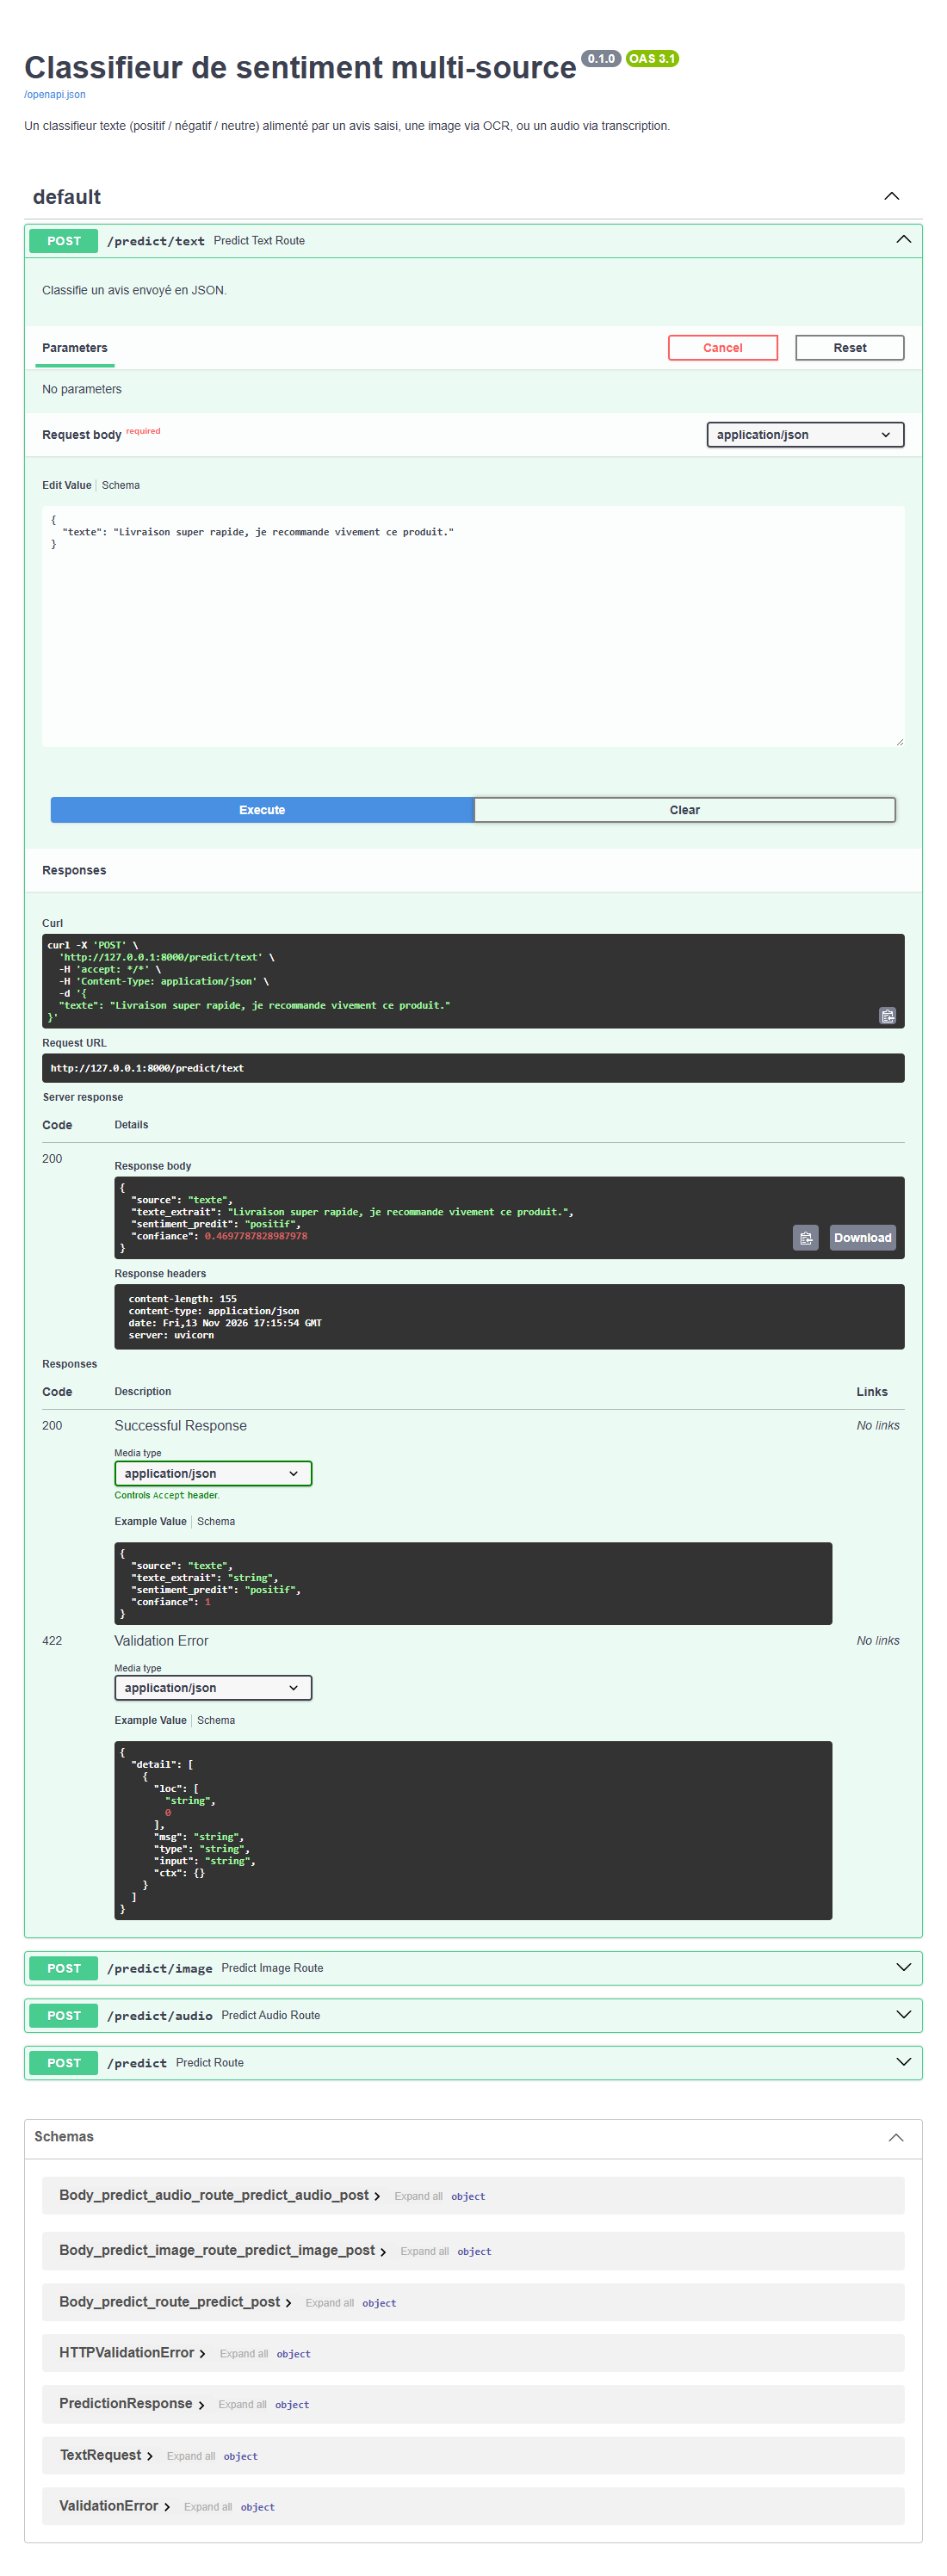 Classifieur de sentiment multi-source 0.1.0 OAS 3.1
/openapi.json
Un classifieur texte (positif / négatif / neutre) alimenté par un avis saisi, une image via OCR, ou un audio via transcription.
default
POST /predict/text Predict Text Route
Classifie un avis envoyé en JSON.
Parameters Cancel Reset
No parameters
Request body required application/json
Edit Value Schema
{
"texte": "Livraison super rapide, je recommande vivement ce produit."
}
Execute Clear
Responses
Curl
curl -X 'POST' \
'http://127.0.0.1:8000/predict/text' \
-H 'accept: */*' \
-H 'Content-Type: application/json' \
-d '{
"texte": "Livraison super rapide, je recommande vivement ce produit."
}'
Request URL
http://127.0.0.1:8000/predict/text
Server response
Code Details
200
Response body
{
"source": "texte",
"texte_extrait": "Livraison super rapide, je recommande vivement ce produit.",
"sentiment_predit": "positif",
"confiance": 0.4697787828987978
}
Download
Response headers
content-length: 155
content-type: application/json
date: Fri,13 Nov 2026 17:15:54 GMT
server: uvicorn
Responses
Code Description Links
200 Successful Response No links
Media type
application/json
Controls Accept header.
Example Value Schema
{
"source": "texte",
"texte_extrait": "string",
"sentiment_predit": "positif",
"confiance": 1
}
422 Validation Error No links
Media type
application/json
Example Value Schema
{
"detail": [
{
"loc": [
"string",
0
],
"msg": "string",
"type": "string",
"input": "string",
"ctx": {}
}
]
}
POST /predict/image Predict Image Route
POST /predict/audio Predict Audio Route
POST /predict Predict Route
Schemas
Body_predict_audio_route_predict_audio_post Expand all object
Body_predict_image_route_predict_image_post Expand all object
Body_predict_route_predict_post Expand all object
HTTPValidationError Expand all object
PredictionResponse Expand all object
TextRequest Expand all object
ValidationError Expand all object